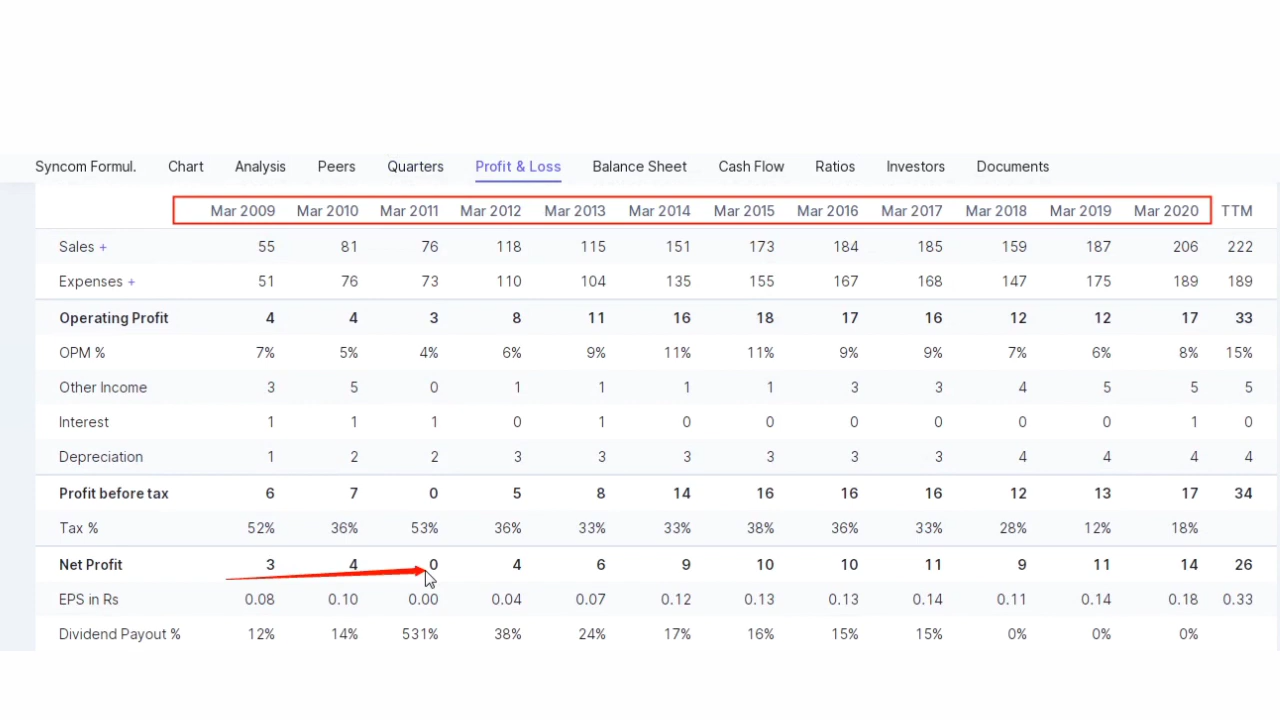 Syncom Formul. Chart Analysis Peers Quarters Profit & Loss Balance Sheet Cash Flow Ratios Investors Documents
Mar 2009 Mar 2010 Mar 2011 Mar 2012 Mar 2013 Mar 2014 Mar 2015 Mar 2016 Mar 2017 Mar 2018 Mar 2019 Mar 2020 TTM
Sales + 55 81 76 118 115 151 173 184 185 159 187 206 222
Expenses + 51 76 73 110 104 135 155 167 168 147 175 189 189
Operating Profit 4 4 3 8 11 16 18 17 16 12 12 17 33
OPM % 7% 5% 4% 6% 9% 11% 11% 9% 9% 7% 6% 8% 15%
Other Income 3 5 0 1 1 1 1 3 3 4 5 5 5
Interest 1 1 1 0 1 0 0 0 0 0 0 1 0
Depreciation 1 2 2 3 3 3 3 3 3 4 4 4 4
Profit before tax 6 7 0 5 8 14 16 16 16 12 13 17 34
Tax % 52% 36% 53% 36% 33% 33% 38% 36% 33% 28% 12% 18%
Net Profit 3 4 0 4 6 9 10 10 11 9 11 14 26
EPS in Rs 0.08 0.10 0.00 0.04 0.07 0.12 0.13 0.13 0.14 0.11 0.14 0.18 0.33
Dividend Payout % 12% 14% 531% 38% 24% 17% 16% 15% 15% 0% 0% 0%